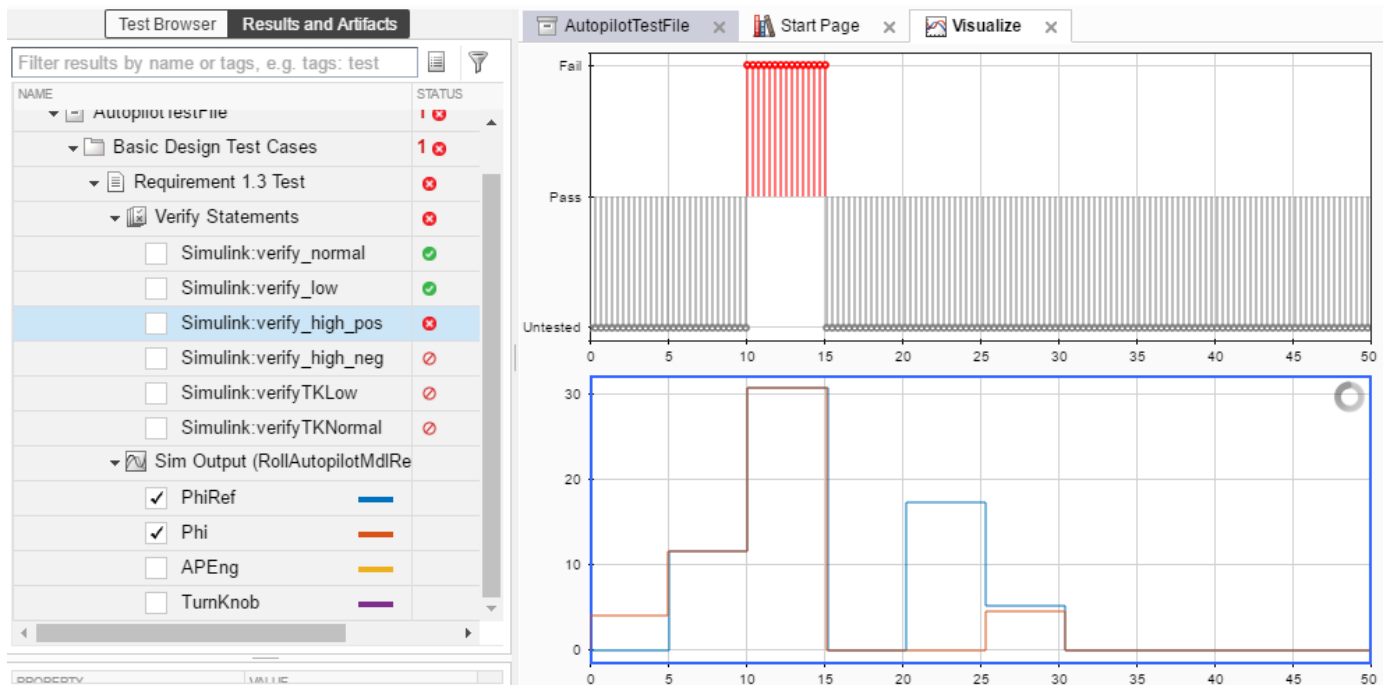 Test Browser Results and Artifacts
Filter results by name or tags, e.g. tags: test
NAME STATUS
AutopilotTestFile 1
Basic Design Test Cases 1
Requirement 1.3 Test
Verify Statements
Simulink:verify_normal
Simulink:verify_low
Simulink:verify_high_pos
Simulink:verify_high_neg
Simulink:verifyTKLow
Simulink:verifyTKNormal
Sim Output (RollAutopilotMdlRe
PhiRef
Phi
APEng
TurnKnob
PROPERTY VALUE
AutopilotTestFile Start Page Visualize
Fail
Pass
Untested
0 5 10 15 20 25 30 35 40 45 50
30
20
10
0
0 5 10 15 20 25 30 35 40 45 50